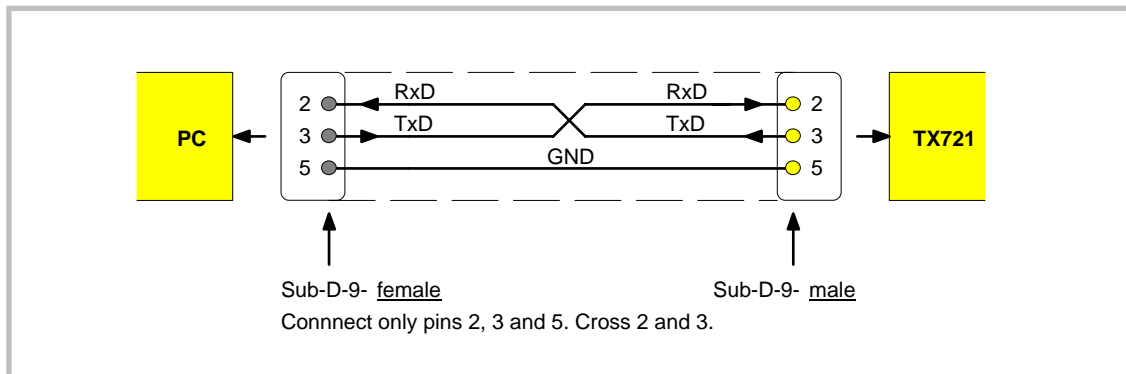 RxD RxD
2 2
TxD TxD
PC 3 3 TX721
GND
5 5
Sub-D-9- female Sub-D-9- male
Connnect only pins 2, 3 and 5. Cross 2 and 3.